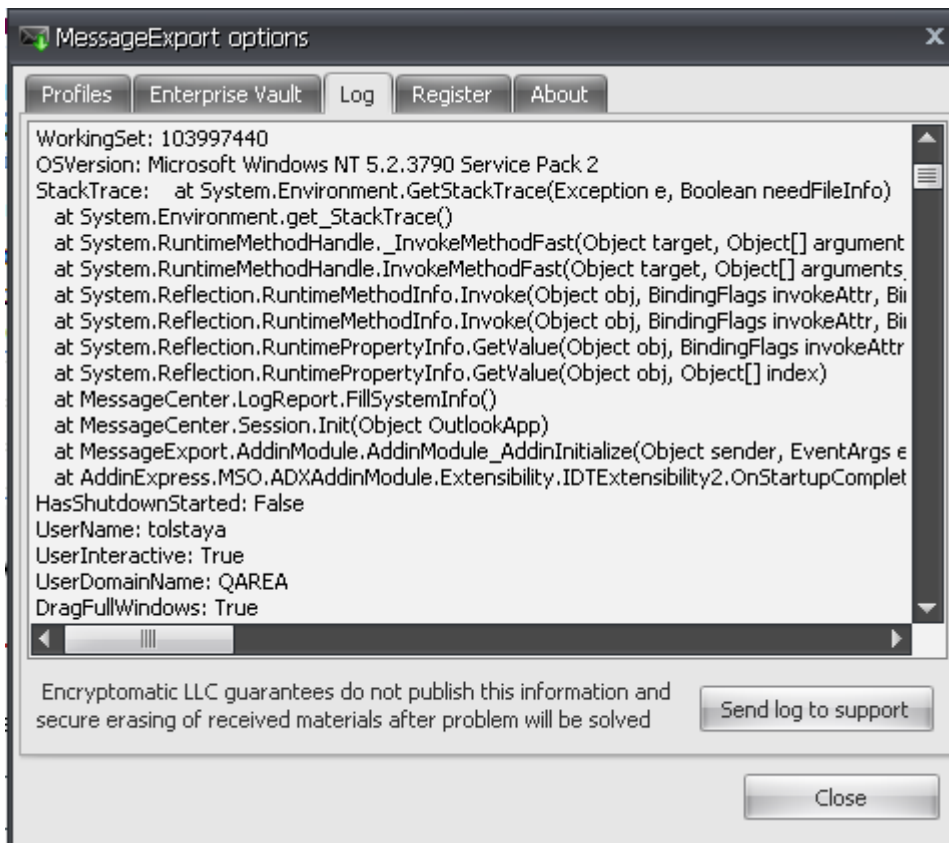 MessageExport options
x
Profiles Enterprise Vault Log Register About
WorkingSet: 103997440
OSVersion: Microsoft Windows NT 5.2.3790 Service Pack 2
StackTrace: at System.Environment.GetStackTrace(Exception e, Boolean needFileInfo)
at System.Environment.get_StackTrace()
at System.RuntimeMethodHandle._InvokeMethodFast(Object target, Object[] argument
at System.RuntimeMethodHandle.InvokeMethodFast(Object target, Object[] arguments,
at System.Reflection.RuntimeMethodInfo.Invoke(Object obj, BindingFlags invokeAttr, Bin
at System.Reflection.RuntimeMethodInfo.Invoke(Object obj, BindingFlags invokeAttr, Bin
at System.Reflection.RuntimePropertyInfo.GetValue(Object obj, BindingFlags invokeAttr
at System.Reflection.RuntimePropertyInfo.GetValue(Object obj, Object[] index)
at MessageCenter.LogReport.FillSystemInfo()
at MessageCenter.Session.Init(Object OutlookApp)
at MessageExport.AddinModule.AddinModule_AddinInitialize(Object sender, EventArgs e
at AddinExpress.MSO.ADXAddinModule.Extensibility.IDTExtensibility2.OnStartupComplet
HasShutdownStarted: False
UserName: tolstaya
UserInteractive: True
UserDomainName: QAREA
DragFullWindows: True
Encryptomatic LLC guarantees do not publish this information and
secure erasing of received materials after problem will be solved
Send log to support
Close